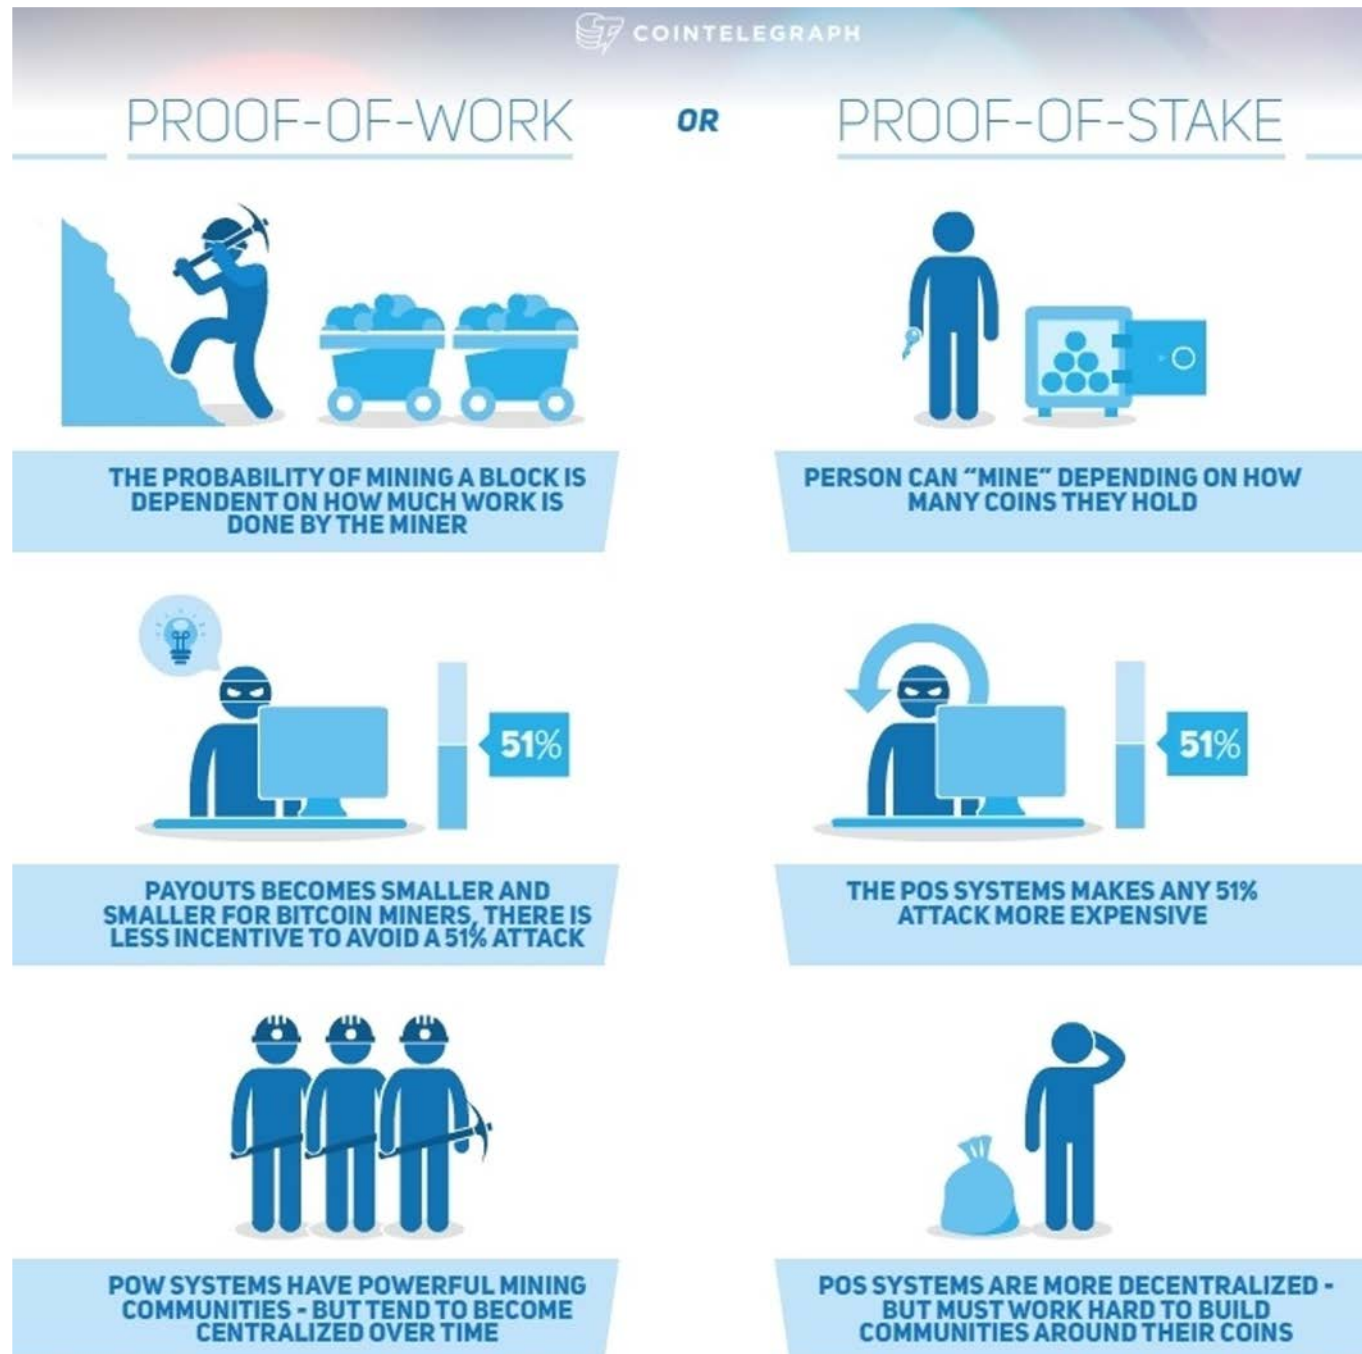 COINTELEGRAPH
PROOF-OF-WORK
OR
PROOF-OF-STAKE
THE PROBABILITY OF MINING A BLOCK IS
DEPENDENT ON HOW MUCH WORK IS
DONE BY THE MINER
PERSON CAN “MINE” DEPENDING ON HOW
MANY COINS THEY HOLD
51%
51%
PAYOUTS BECOMES SMALLER AND
SMALLER FOR BITCOIN MINERS, THERE IS
LESS INCENTIVE TO AVOID A 51% ATTACK
THE POS SYSTEMS MAKES ANY 51%
ATTACK MORE EXPENSIVE
POW SYSTEMS HAVE POWERFUL MINING
COMMUNITIES - BUT TEND TO BECOME
CENTRALIZED OVER TIME
POS SYSTEMS ARE MORE DECENTRALIZED -
BUT MUST WORK HARD TO BUILD
COMMUNITIES AROUND THEIR COINS